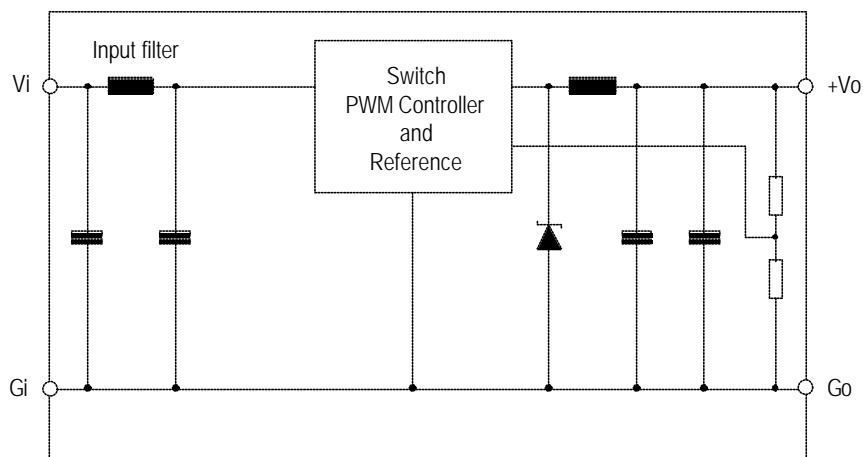 Input filter
Vi
Switch
PWM Controller
and
Reference
+Vo
Gi
Go